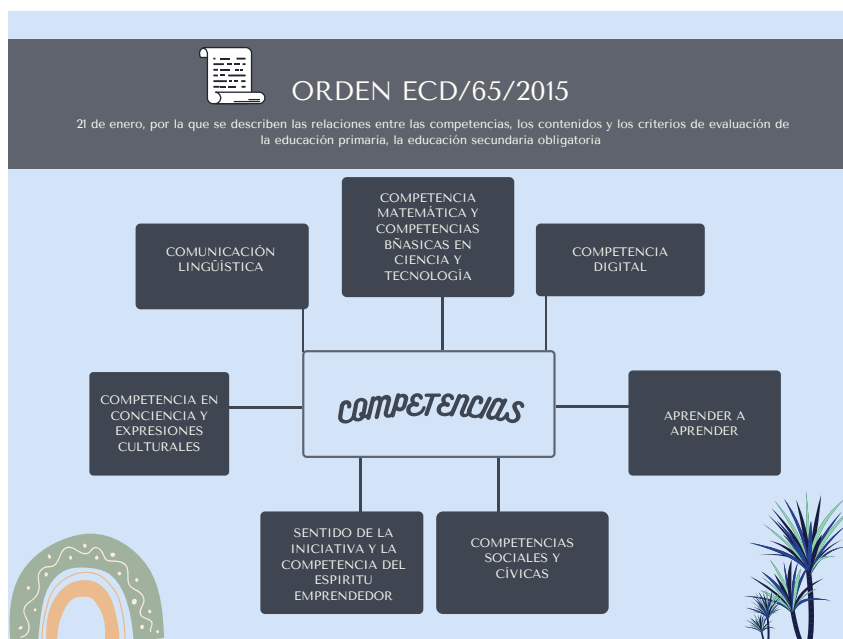 ORDEN ECD/65/2015
21 de enero, por la que se describen las relaciones entre las competencias, los contenidos y los criterios de evaluación de
la educación primaria, la educación secundaria obligatoria
COMPETENCIA
MATEMÁTICA Y
COMPETENCIAS
BÑASICAS EN
CIENCIA Y
TECNOLOGÍA
COMUNICACIÓN
LINGÜÍSTICA
COMPETENCIA
DIGITAL
COMPETENCIAS
COMPETENCIA EN
CONCIENCIA Y
EXPRESIONES
CULTURALES
APRENDER A
APRENDER
SENTIDO DE LA
INICIATIVA Y LA
COMPETENCIA DEL
ESPIRITU
EMPRENDEDOR
COMPETENCIAS
SOCIALES Y
CÍVICAS